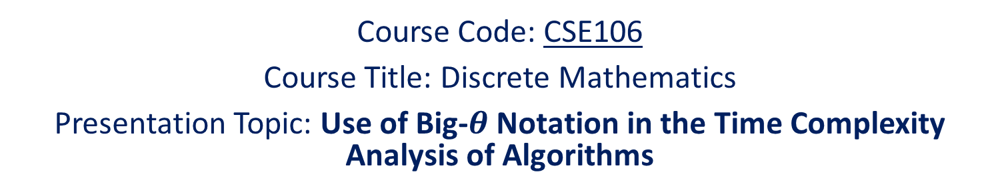 Course Code: CSE106
Course Title: Discrete Mathematics
Presentation Topic: Use of Big-𝜽 Notation in the Time Complexity
Analysis of Algorithms